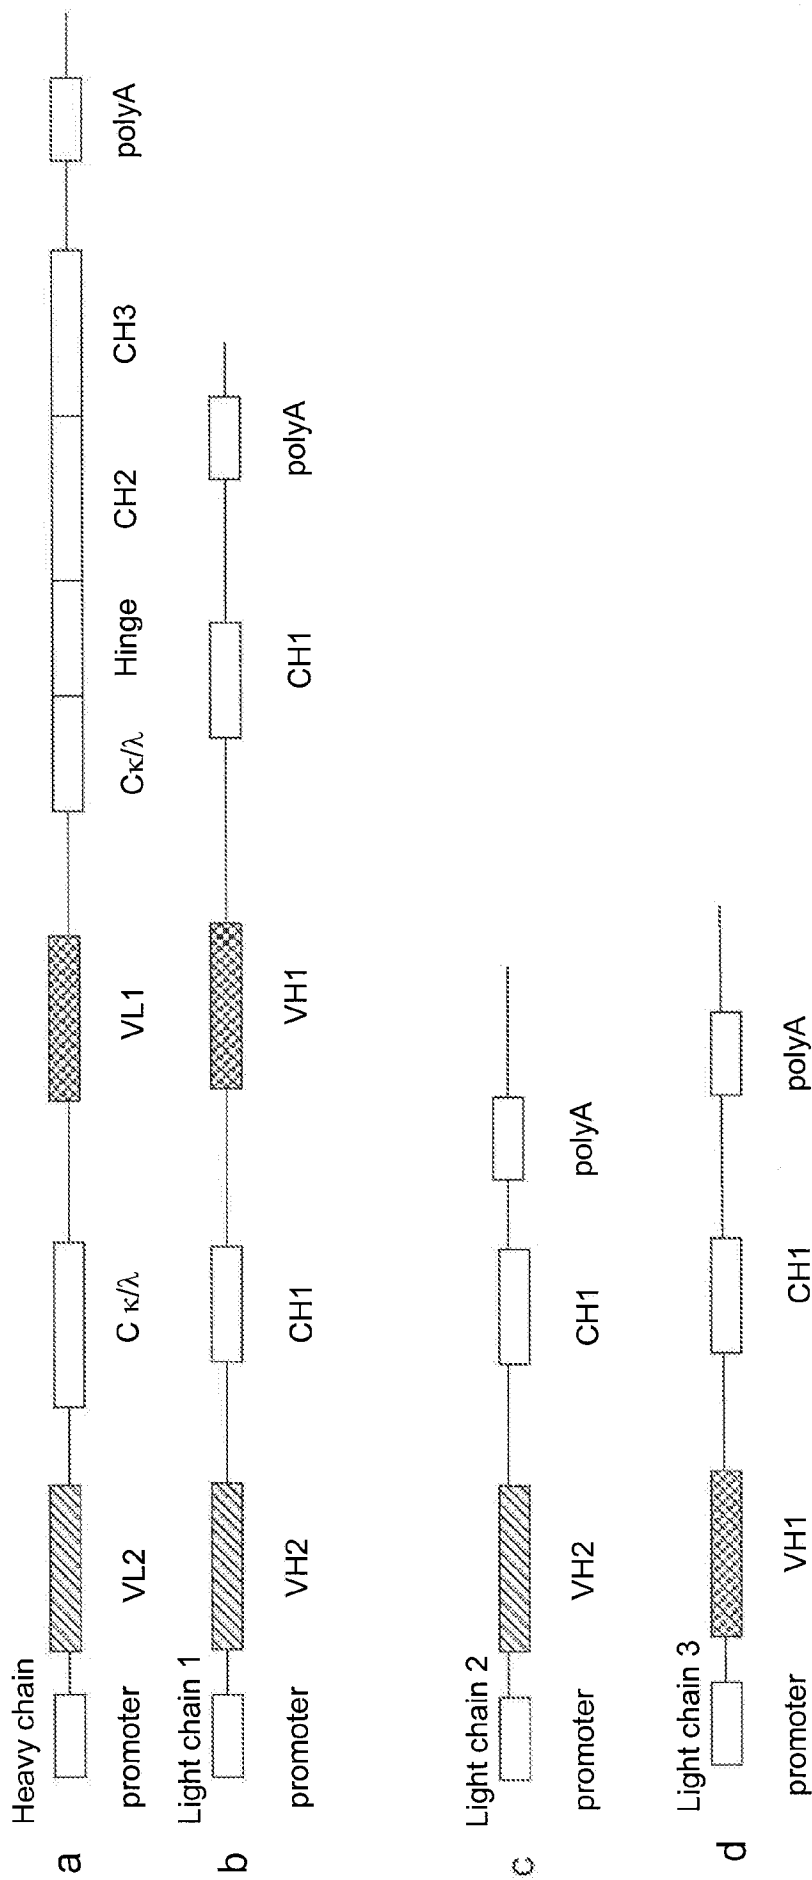 a
Heavy chain
promoter VL2 C κ/λ VL1 Cκ/λ Hinge CH2 CH3 polyA
b
Light chain 1
promoter VH2 CH1 VH1 CH1 polyA
c
Light chain 2
promoter VH2 CH1 polyA
d
Light chain 3
promoter VH1 CH1 polyA